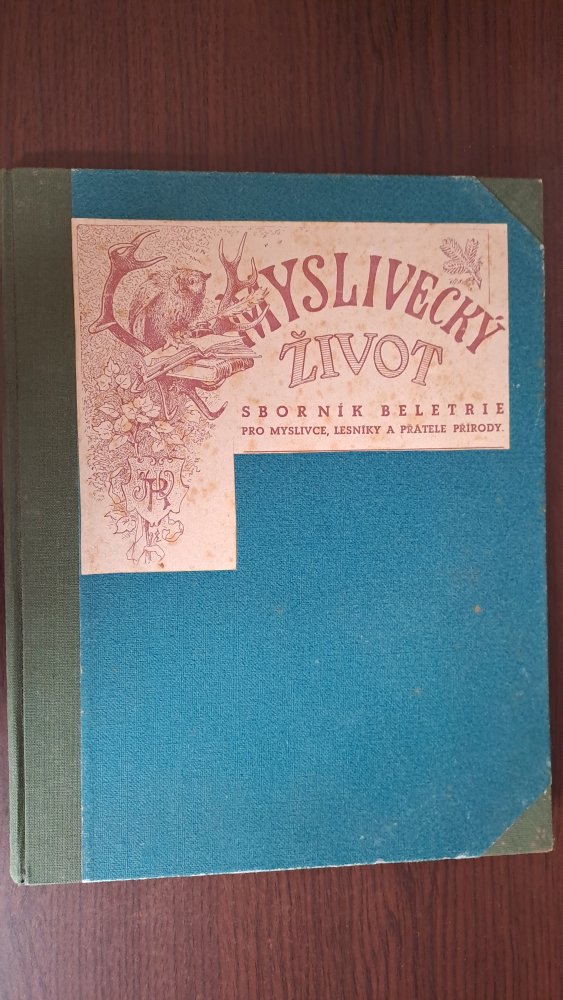 MYSLIVECKÝ
ŽIVOT
SBORNÍK BELETRIE
PRO MYSLIVCE, LESNÍKY A PŘÁTELE PŘÍRODY.